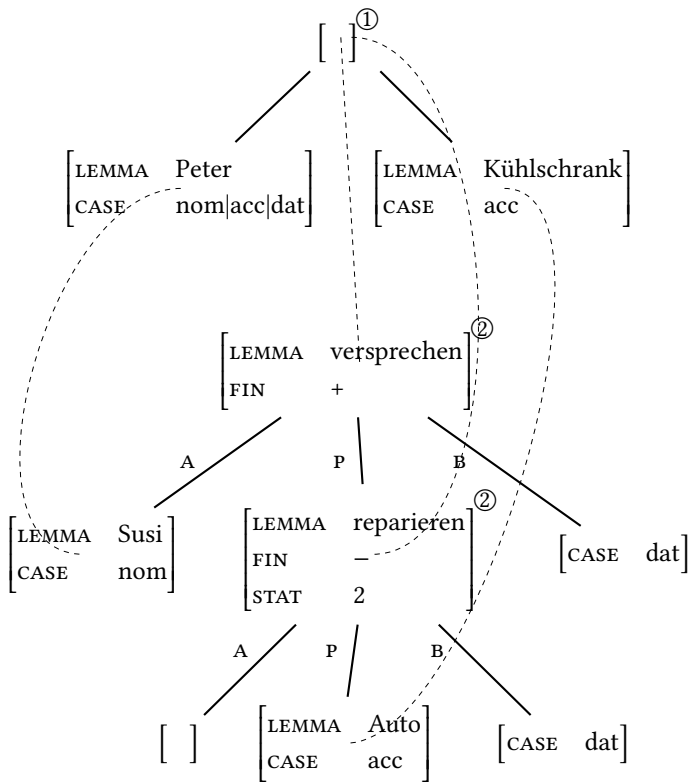 [ ] ①
[LEMMA Peter
CASE nom|acc|dat]
[LEMMA Kühlschrank
CASE acc]
[LEMMA versprechen
FIN +] ②
A
P
B
[LEMMA Susi
CASE nom]
[LEMMA reparieren
FIN –
STAT 2] ②
[CASE dat]
A
P
B
[ ]
[LEMMA Auto
CASE acc]
[CASE dat]